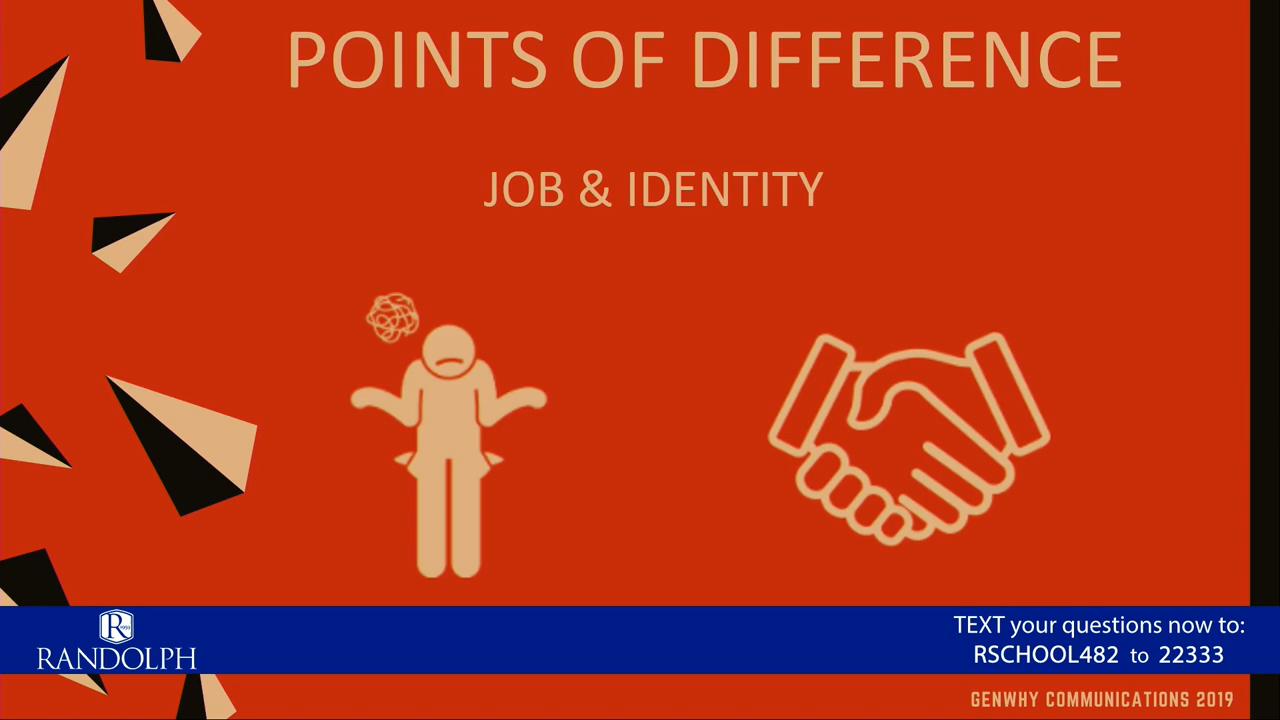 POINTS OF DIFFERENCE
JOB & IDENTITY
R
RANDOLPH
TEXT your questions now to:
RSCHOOL482 to 22333
GENWHY COMMUNICATIONS 2019